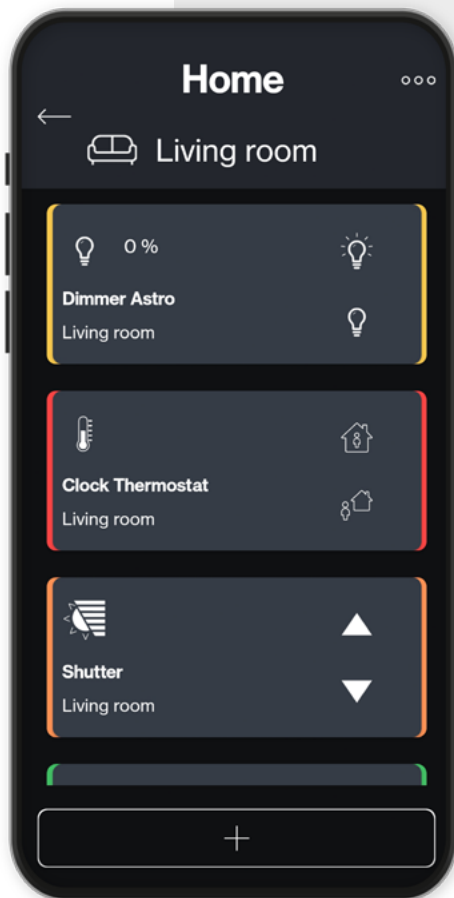 Home
Living room
0 %
Dimmer Astro
Living room
Clock Thermostat
Living room
Shutter
Living room